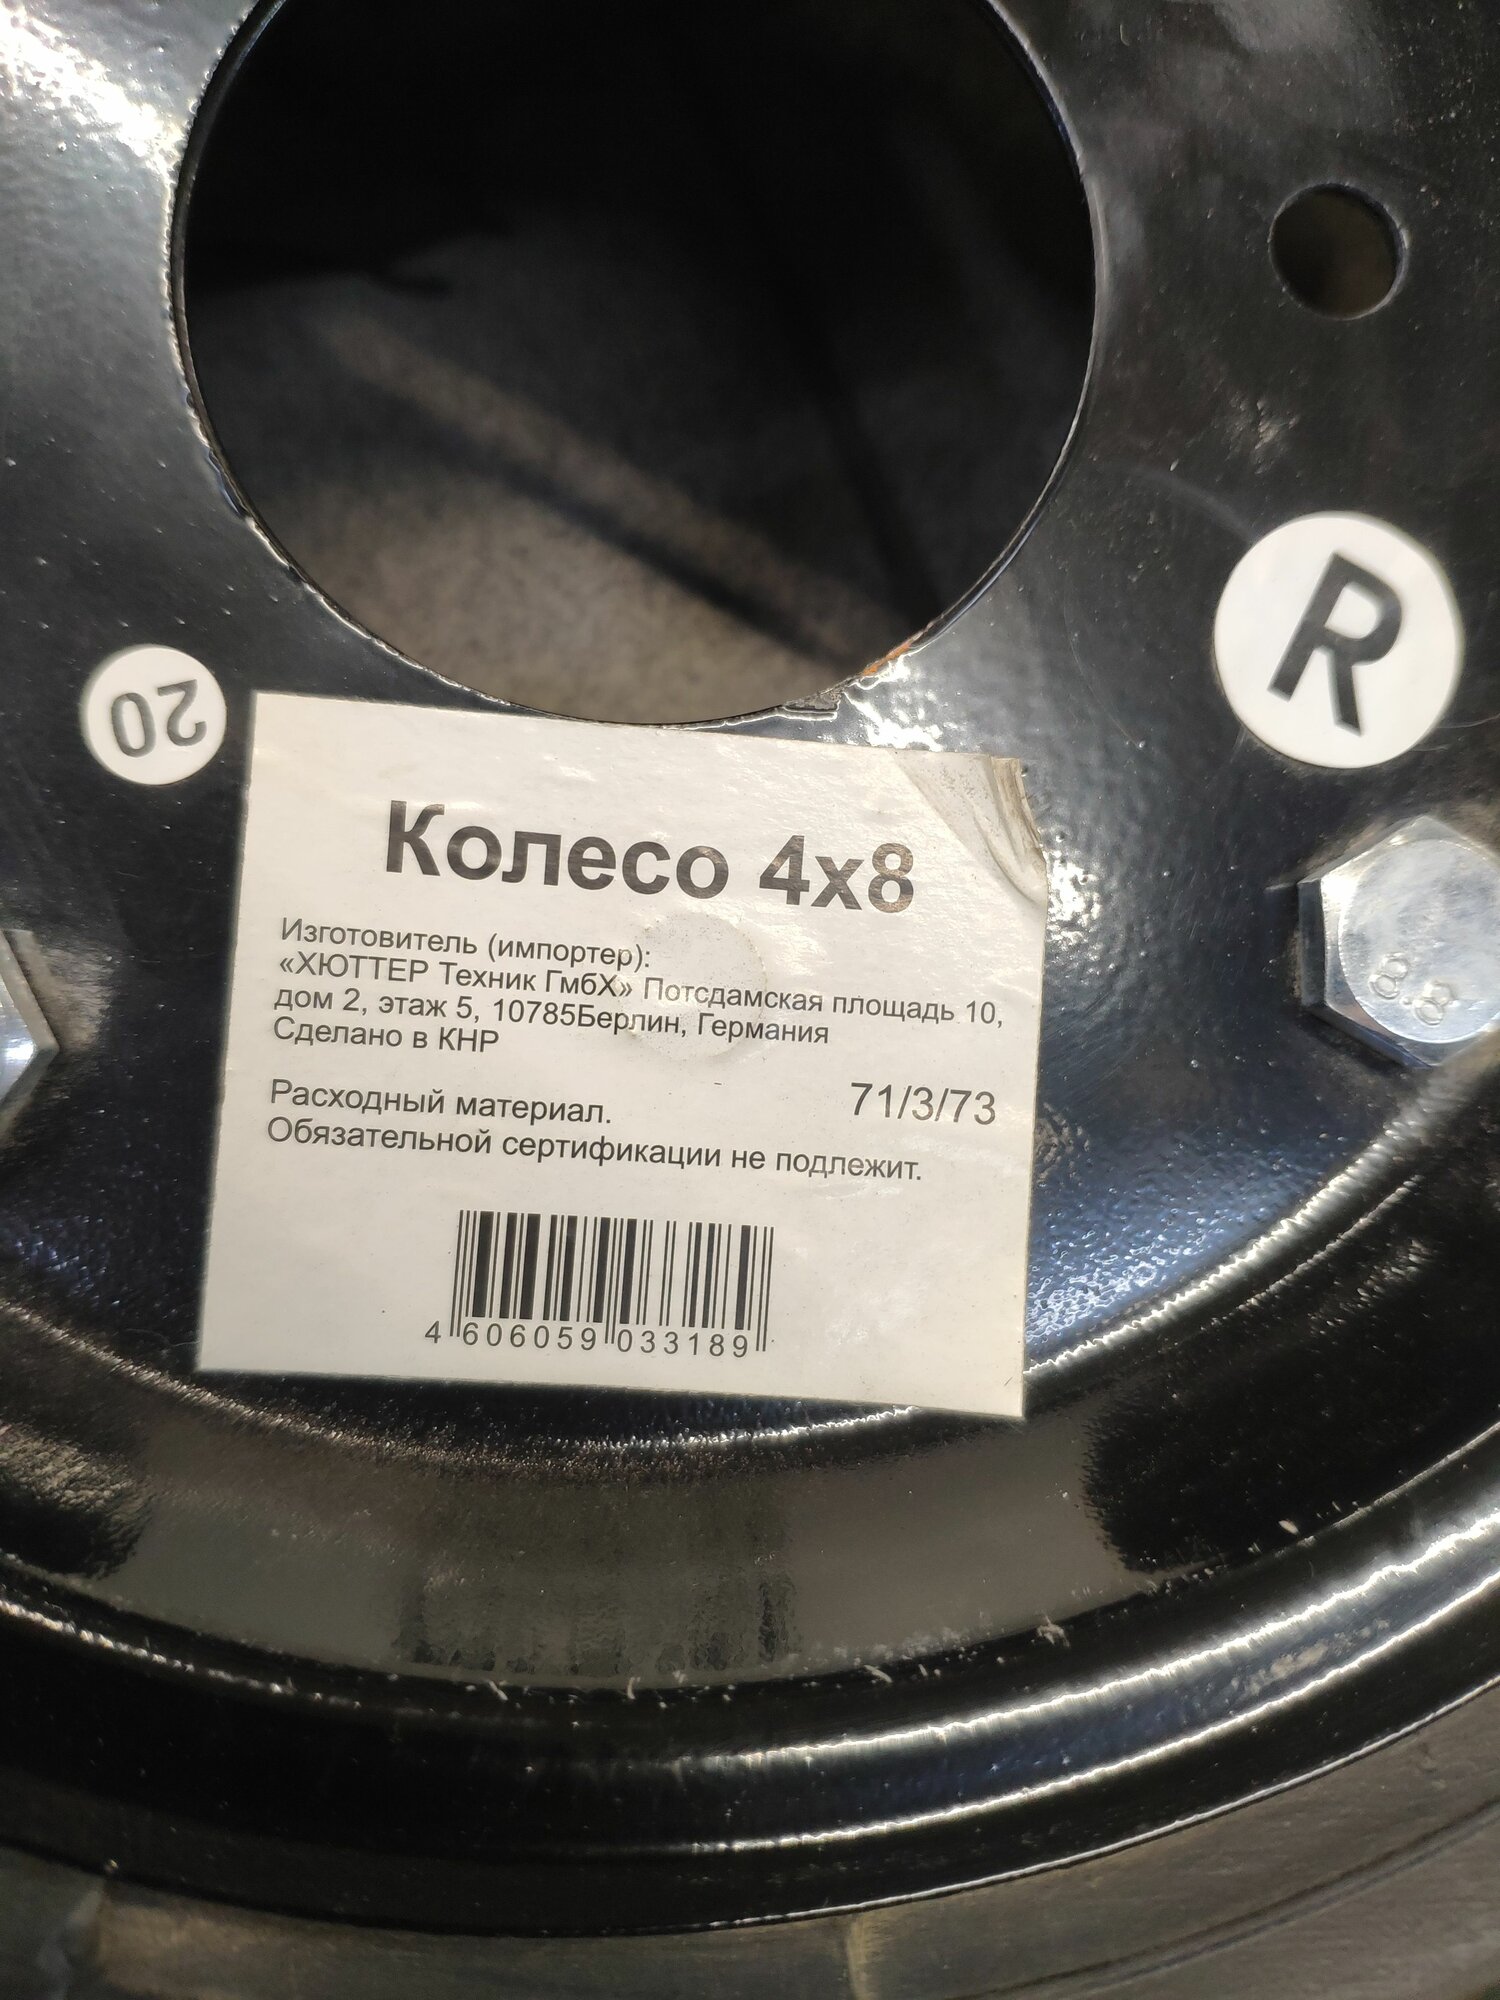 R
20
Колесо 4х8
Изготовитель (импортер):
«ХЮТТЕР Техник ГмбХ» Потсдамская площадь 10,
дом 2, этаж 5, 10785Берлин, Германия
Сделано в КНР
Расходный материал. 71/3/73
Обязательной сертификации не подлежит.
4 606059 033189
8.8